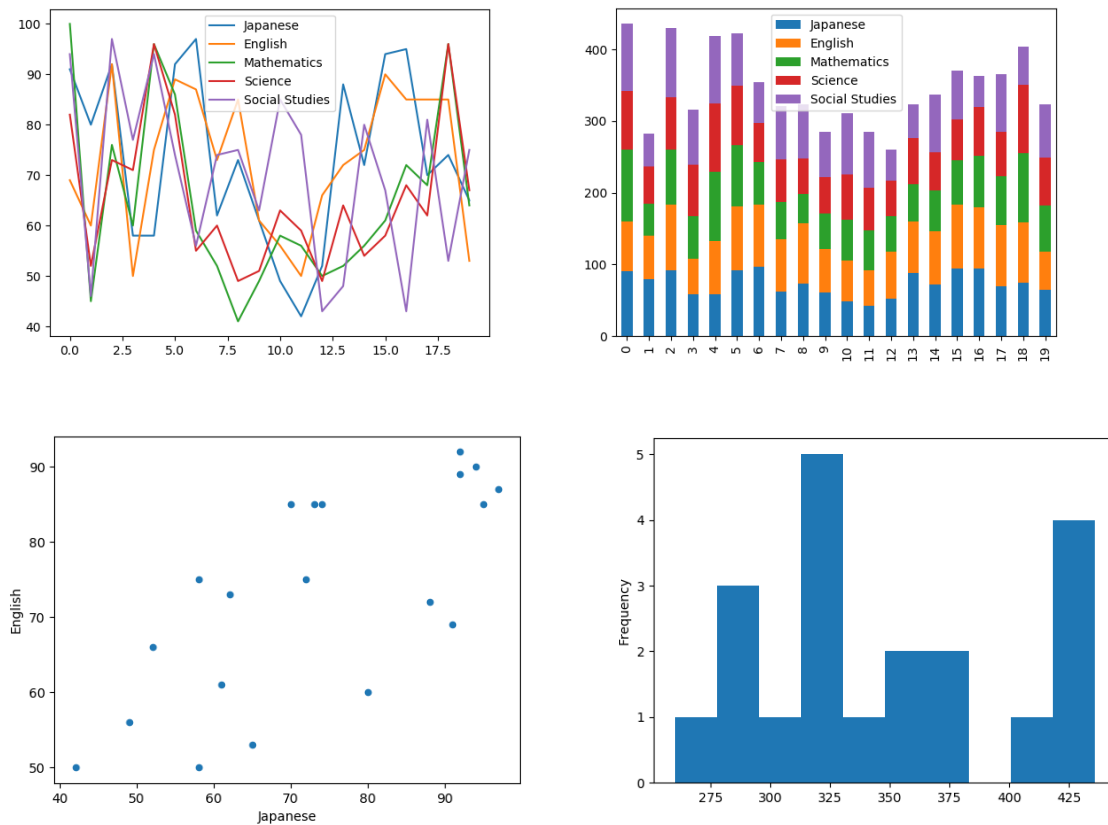 100
90
80
70
60
50
40
0.0 2.5 5.0 7.5 10.0 12.5 15.0 17.5
Japanese
English
Mathematics
Science
Social Studies
400
300
200
100
0
0 1 2 3 4 5 6 7 8 9 10 11 12 13 14 15 16 17 18 19
Japanese
English
Mathematics
Science
Social Studies
English
90
80
70
60
50
40 50 60 70 80 90
Japanese
Frequency
5
4
3
2
1
0
275 300 325 350 375 400 425